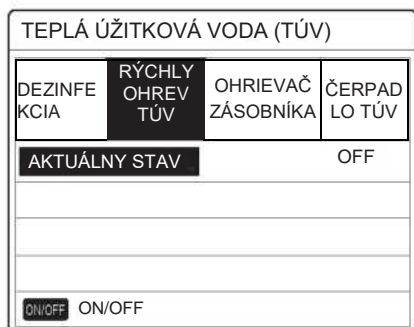 TEPLÁ ÚŽITKOVÁ VODA (TÚV)
DEZINFE
KCIA
RÝCHLY
OHREV
TÚV
OHRIEVAČ
ZÁSOBNÍKA
ČERPAD
LO TÚV
AKTUÁLNY STAV OFF
ON/OFF ON/OFF